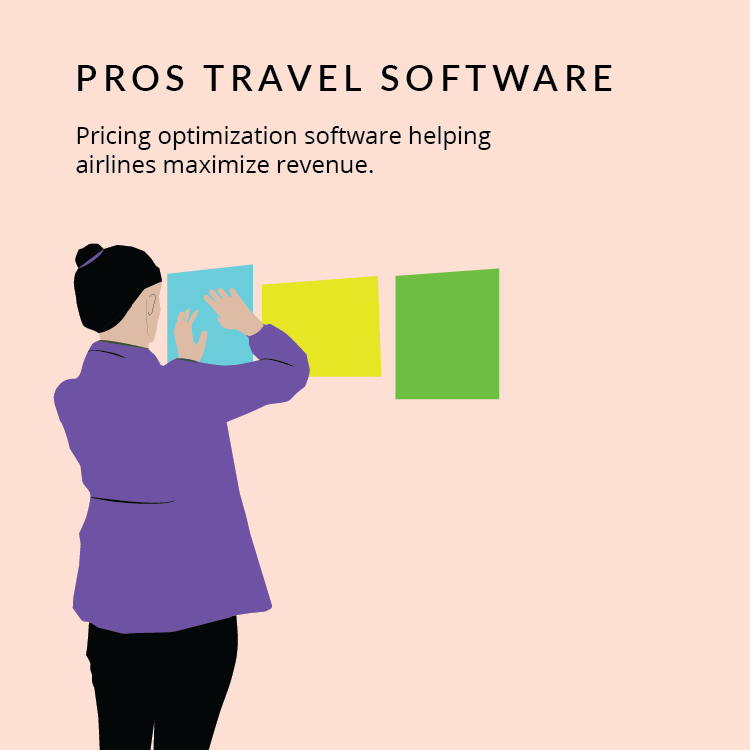 PROS TRAVEL SOFTWARE
Pricing optimization software helping
airlines maximize revenue.